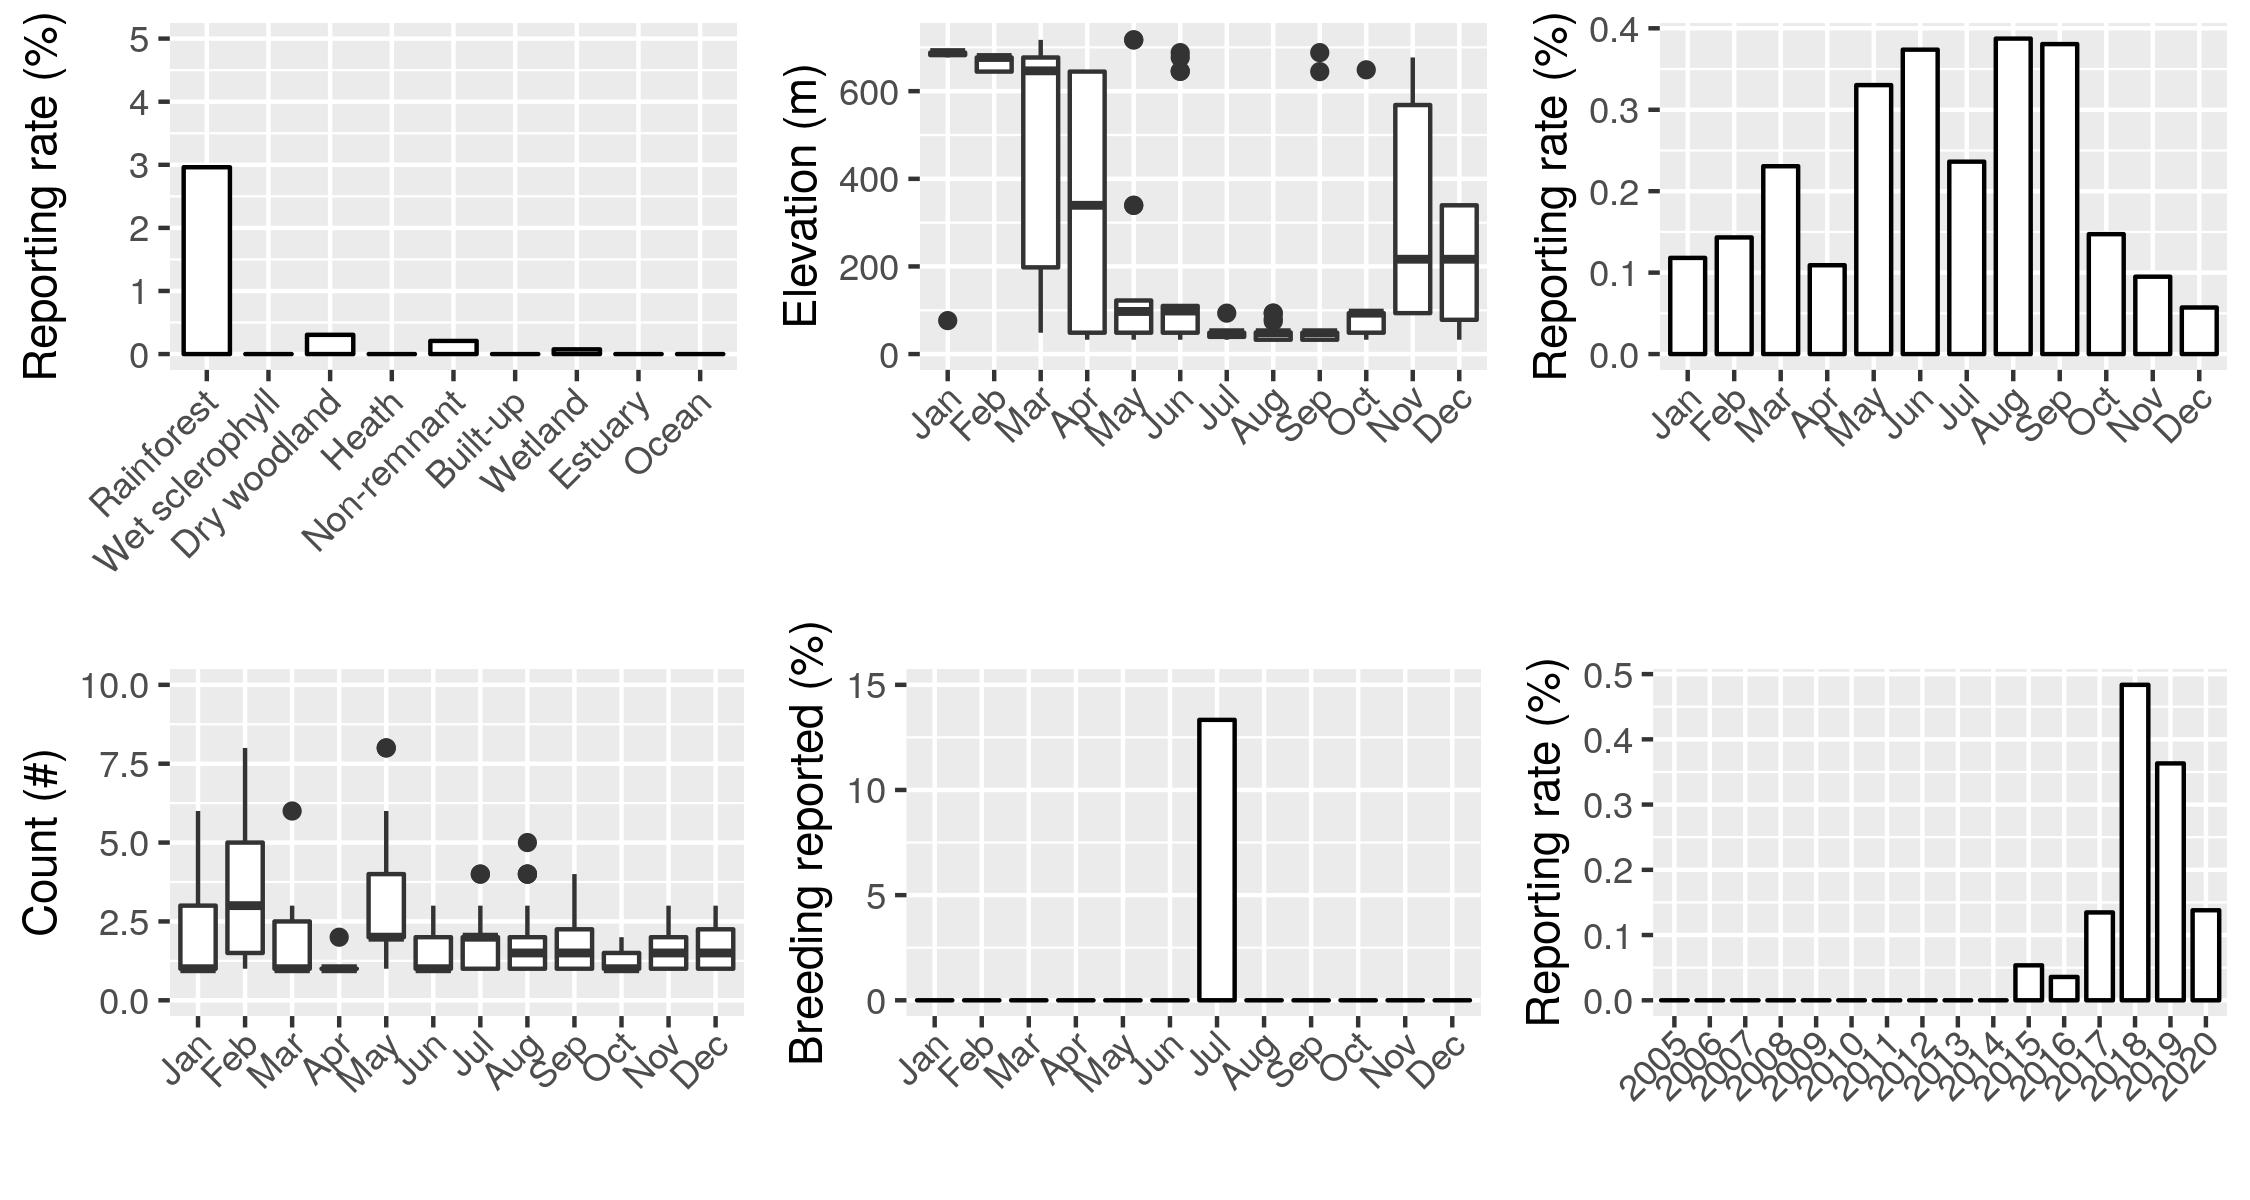 Reporting rate (%)
5
4
3
2
1
0
Rainforest
Wet sclerophyll
Dry woodland
Heath
Non-remnant
Built-up
Wetland
Estuary
Ocean
Elevation (m)
600
400
200
0
Jan
Feb
Mar
Apr
May
Jun
Jul
Aug
Sep
Oct
Nov
Dec
Reporting rate (%)
0.4
0.3
0.2
0.1
0.0
Jan
Feb
Mar
Apr
May
Jun
Jul
Aug
Sep
Oct
Nov
Dec
Count (#)
10.0
7.5
5.0
2.5
0.0
Jan
Feb
Mar
Apr
May
Jun
Jul
Aug
Sep
Oct
Nov
Dec
Breeding reported (%)
15
10
5
0
Jan
Feb
Mar
Apr
May
Jun
Jul
Aug
Sep
Oct
Nov
Dec
Reporting rate (%)
0.5
0.4
0.3
0.2
0.1
0.0
2005
2006
2007
2008
2009
2010
2011
2012
2013
2014
2015
2016
2017
2018
2019
2020